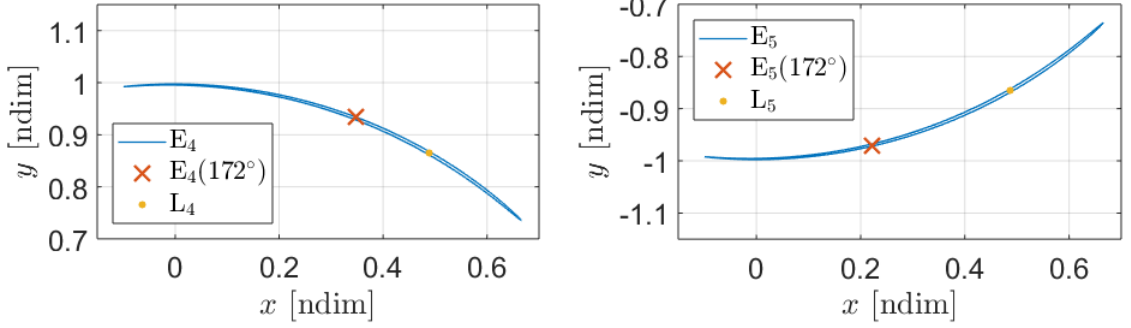 1.1
1
0.9
0.8
0.7
y [ndim]
E₄
E₄(172°)
L₄
0 0.2 0.4 0.6
x [ndim]
-0.7
-0.8
-0.9
-1
-1.1
y [ndim]
E₅
E₅(172°)
L₅
0 0.2 0.4 0.6
x [ndim]